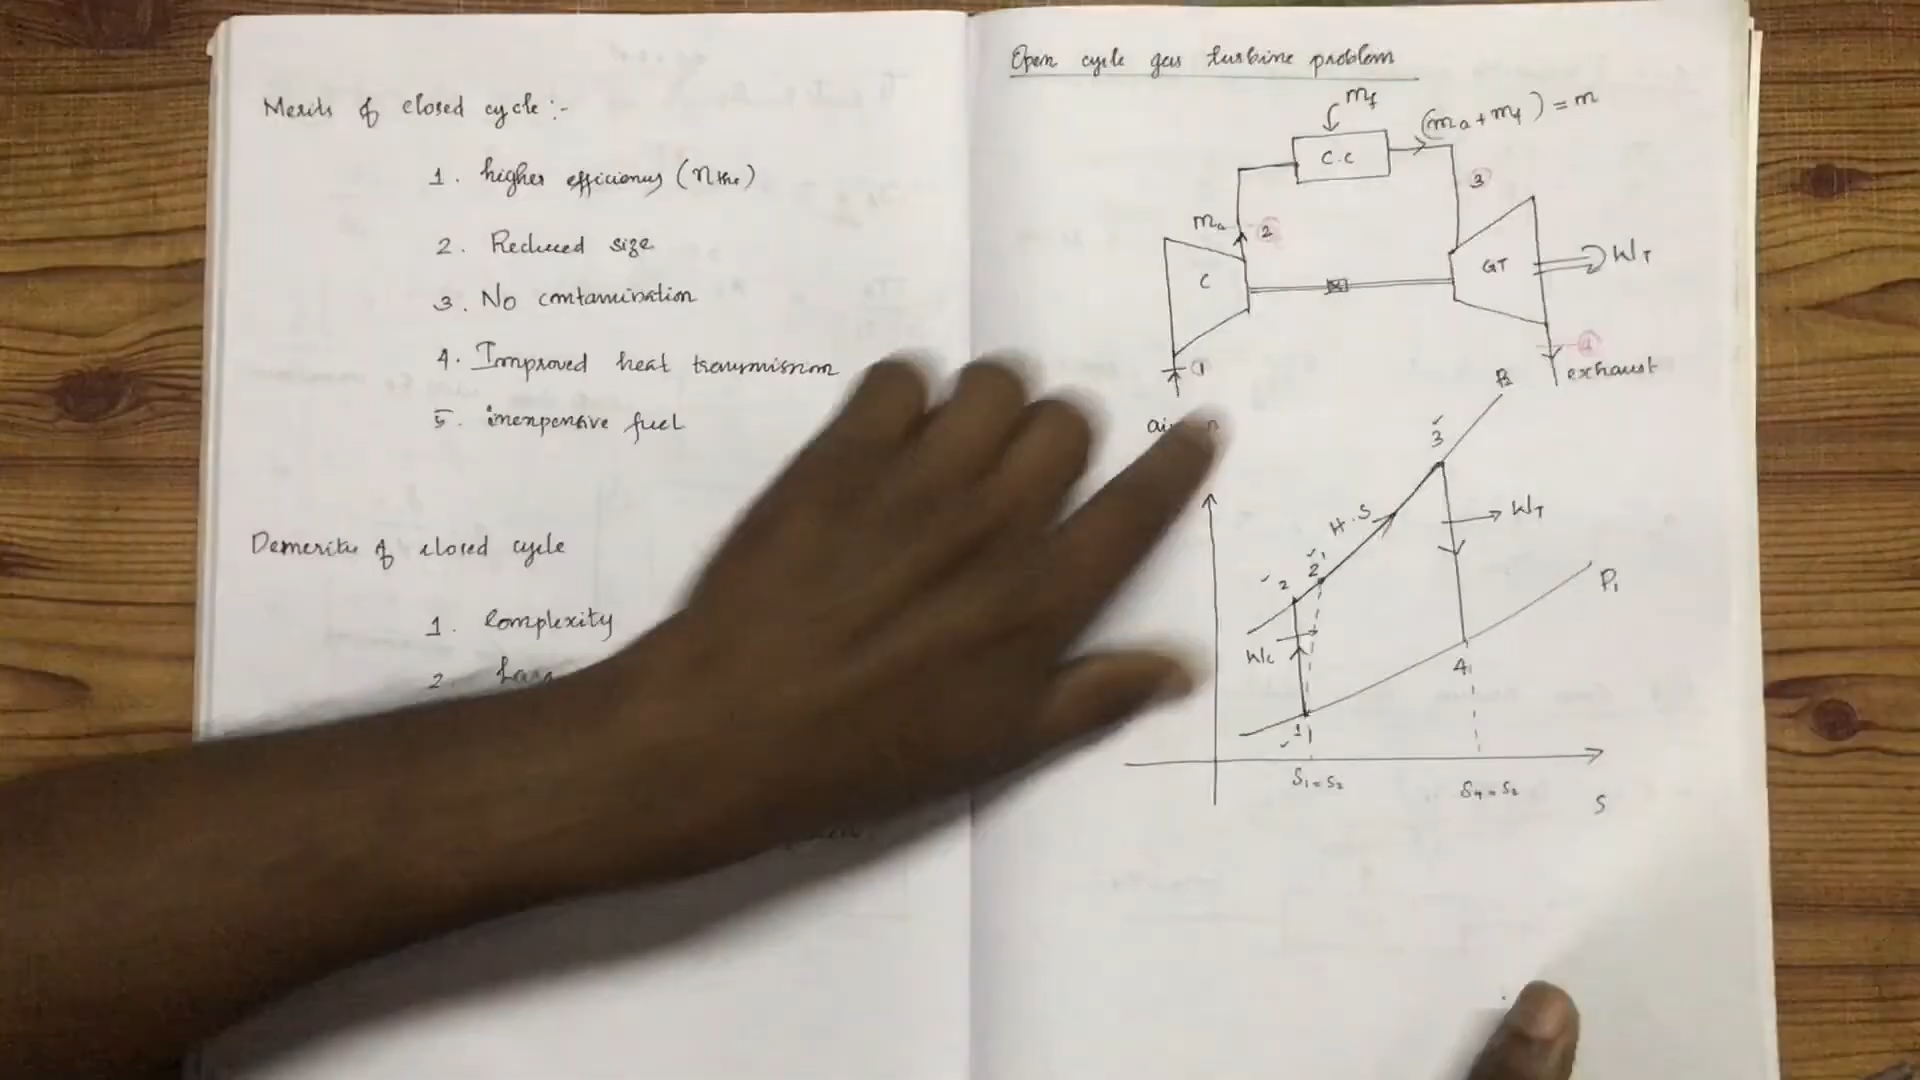 Merits of closed cycle :-
1. higher efficiency (ηthe)
2. Reduced size
3. No contamination
4. Improved heat transmission
5. inexpensive fuel
Demerits of closed cycle
1. Complexity
2.
Open cycle gas turbine problem
mf
(ma + mf) = m
C.C
3
ma
2
C
GT
WT
1
4
exhaust
P2
3
H.S
WT
2
2'
P1
Wc
4
1
S1 = S2
S4 = S2
S